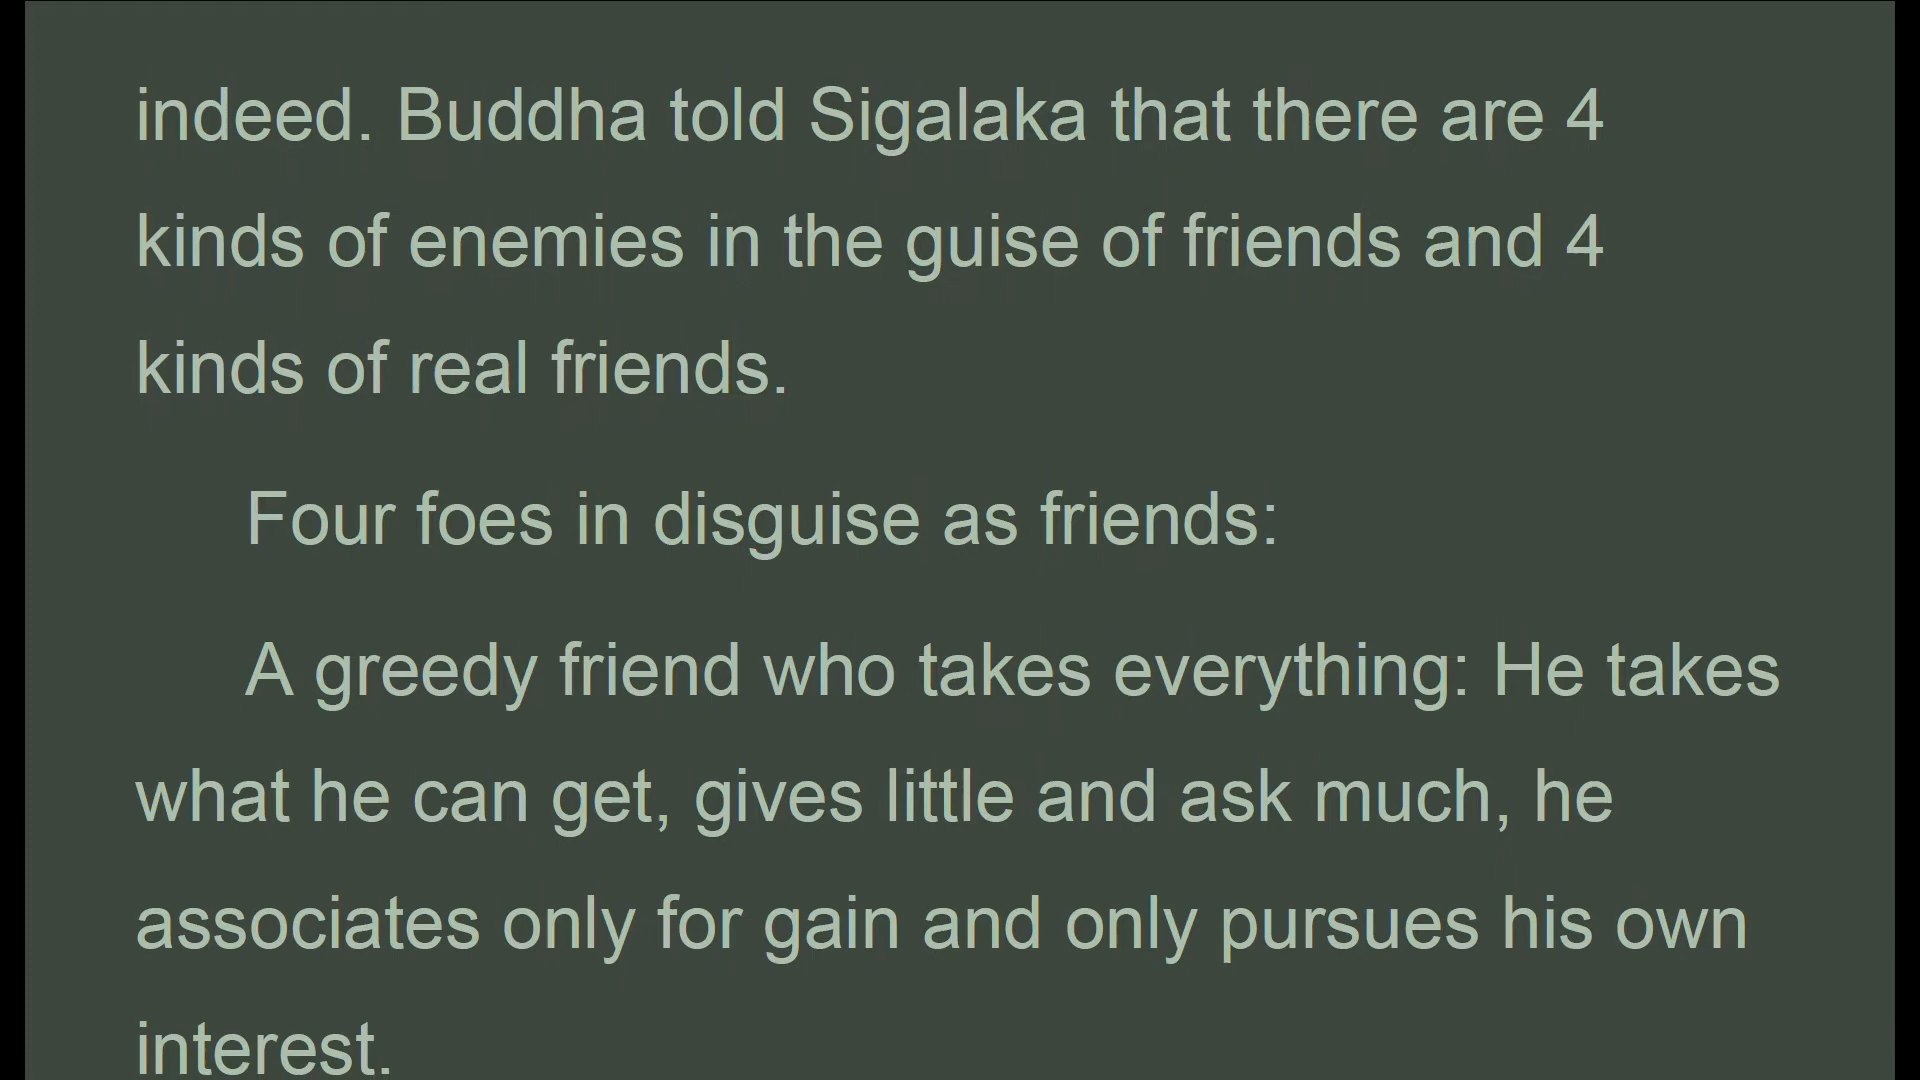 indeed. Buddha told Sigalaka that there are 4
kinds of enemies in the guise of friends and 4
kinds of real friends.
Four foes in disguise as friends:
A greedy friend who takes everything: He takes
what he can get, gives little and ask much, he
associates only for gain and only pursues his own
interest.